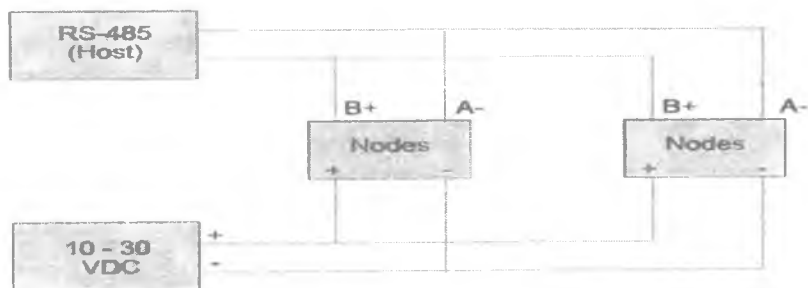 RS-485
(Host)
B+ A- B+ A-
Nodes Nodes
+ - + -
+
10 - 30
VDC
-